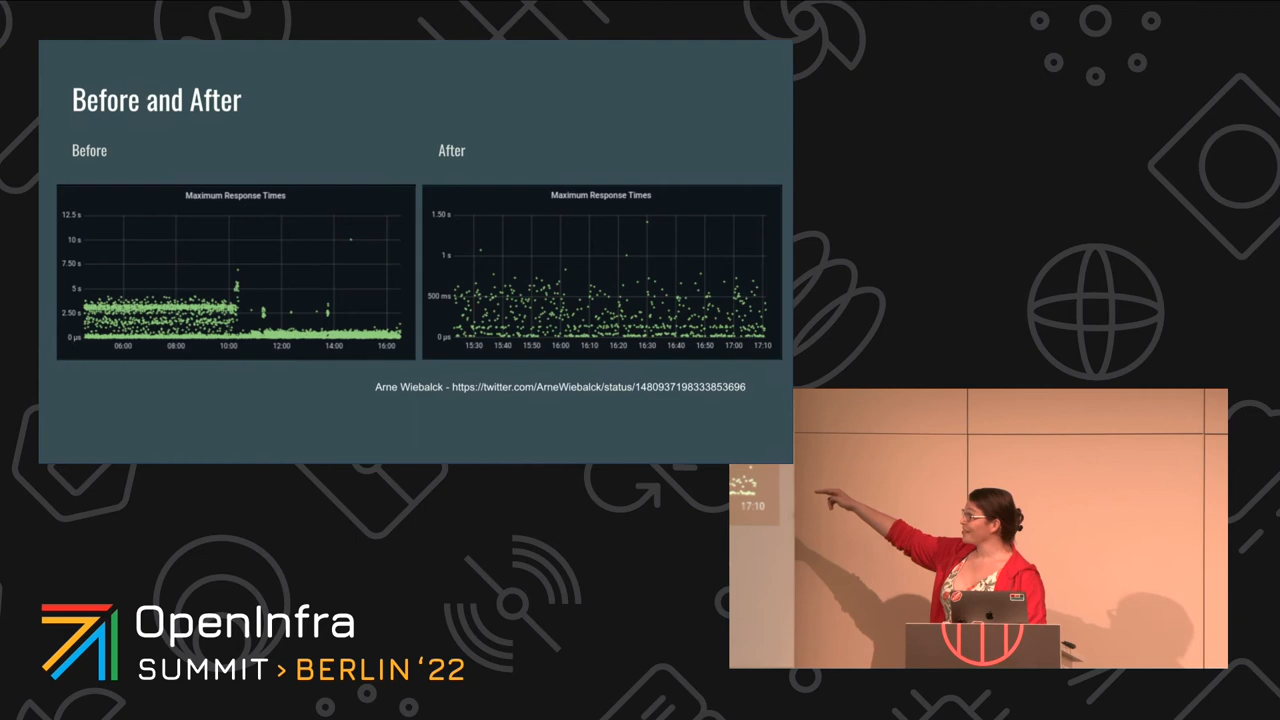 Before and After
Before
After
Maximum Response Times
12.5 s
10 s
7.50 s
5 s
2.50 s
0 µs
06:00 08:00 10:00 12:00 14:00 16:00
Maximum Response Times
1.50 s
1 s
500 ms
0 µs
15:30 15:40 15:50 16:00 16:10 16:20 16:30 16:40 16:50 17:00 17:10
Arne Wiebalck - https://twitter.com/ArneWiebalck/status/1480937198333853696
17:10
OpenInfra
SUMMIT > BERLIN ‘22